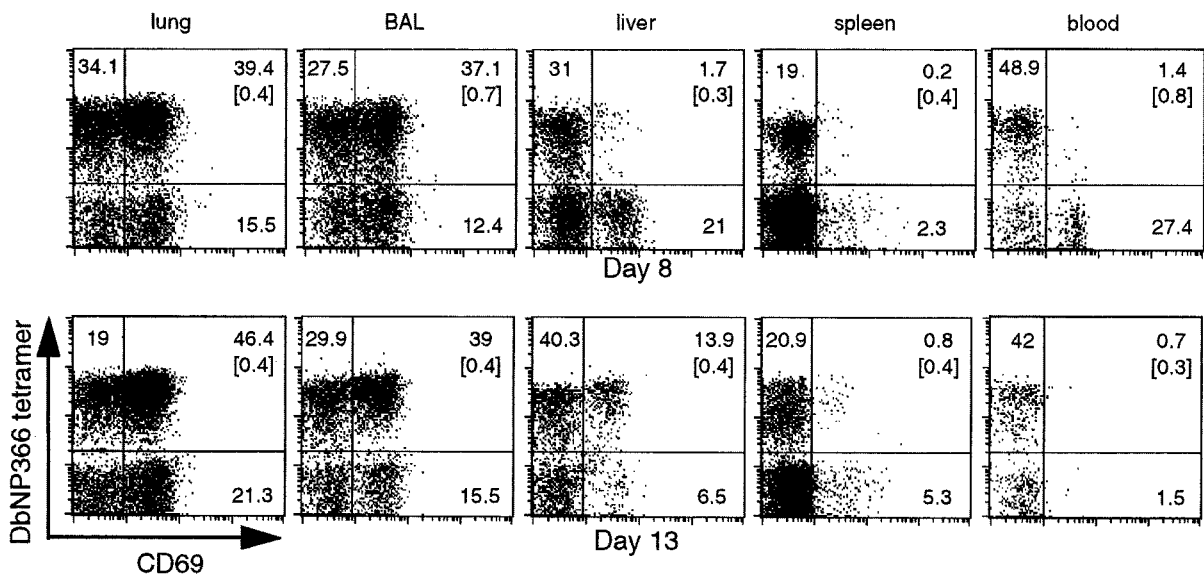 lung BAL liver spleen blood
34.1 39.4 27.5 37.1 31 1.7 19 0.2 48.9 1.4
[0.4] [0.7] [0.3] [0.4] [0.8]
15.5 12.4 21 2.3 27.4
Day 8
DbNP366 tetramer
19 46.4 29.9 39 40.3 13.9 20.9 0.8 42 0.7
[0.4] [0.4] [0.4] [0.4] [0.3]
21.3 15.5 6.5 5.3 1.5
Day 13
CD69